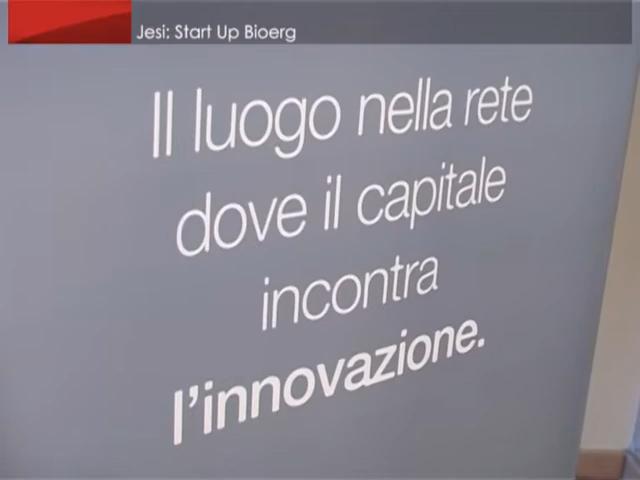 Jesi: Start Up Bioerg
Il luogo nella rete
dove il capitale
incontra
l'innovazione.